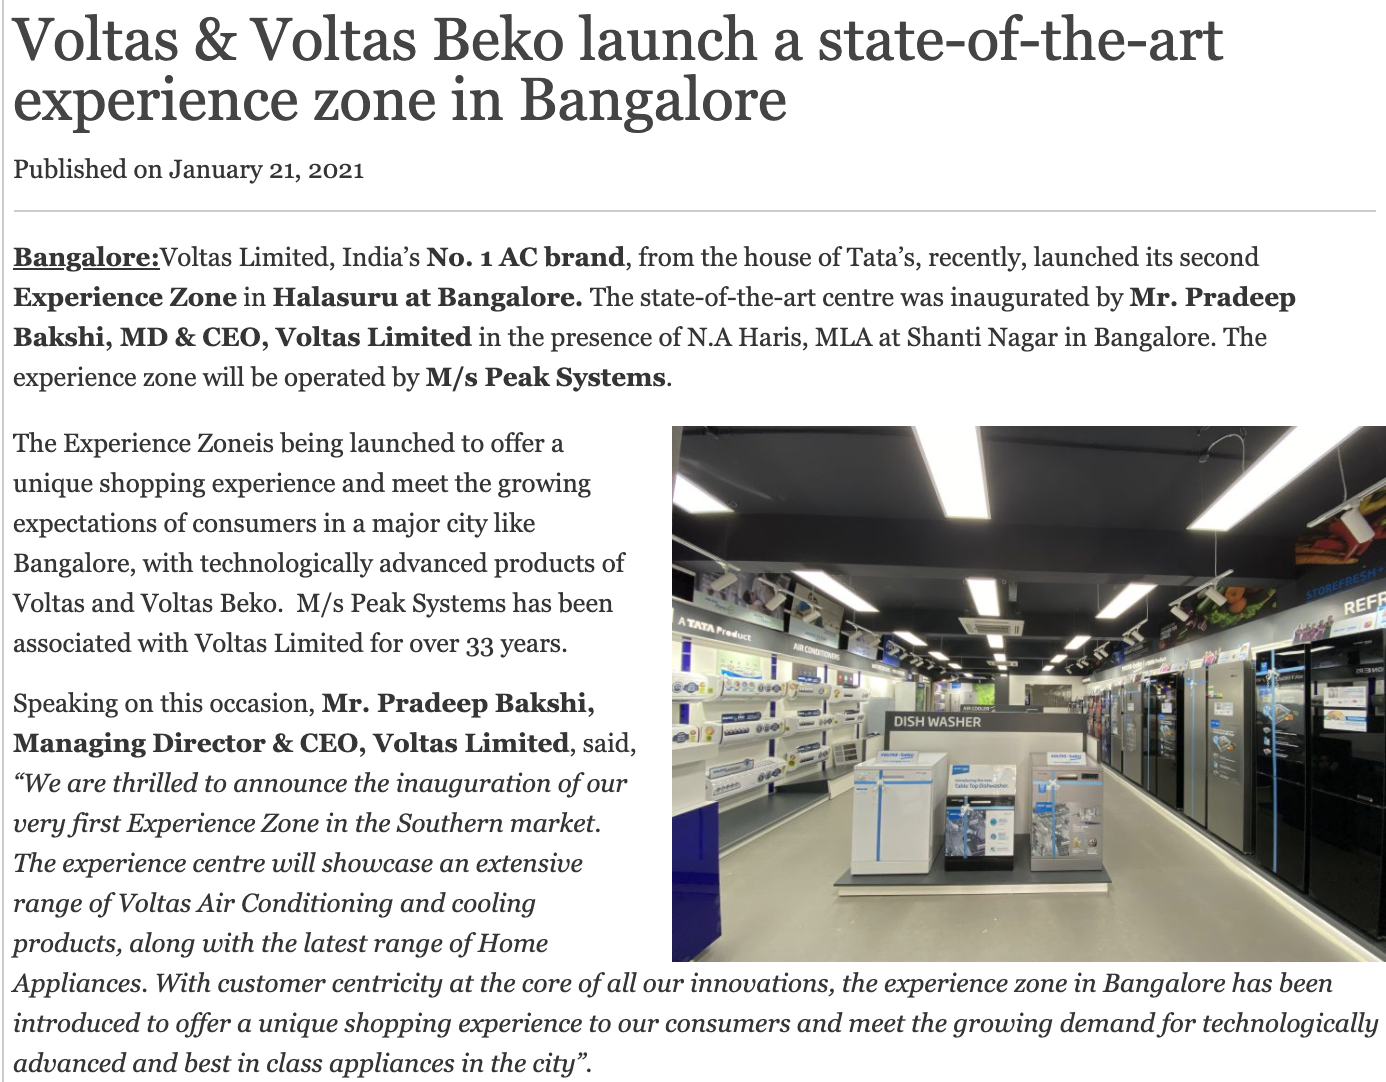 Voltas & Voltas Beko launch a state-of-the-art
experience zone in Bangalore
Published on January 21, 2021
Bangalore:Voltas Limited, India’s No. 1 AC brand, from the house of Tata’s, recently, launched its second
Experience Zone in Halasuru at Bangalore. The state-of-the-art centre was inaugurated by Mr. Pradeep
Bakshi, MD & CEO, Voltas Limited in the presence of N.A Haris, MLA at Shanti Nagar in Bangalore. The
experience zone will be operated by M/s Peak Systems.
The Experience Zoneis being launched to offer a
unique shopping experience and meet the growing
expectations of consumers in a major city like
Bangalore, with technologically advanced products of
Voltas and Voltas Beko.  M/s Peak Systems has been
associated with Voltas Limited for over 33 years.
Speaking on this occasion, Mr. Pradeep Bakshi,
Managing Director & CEO, Voltas Limited, said,
“We are thrilled to announce the inauguration of our
very first Experience Zone in the Southern market.
The experience centre will showcase an extensive
range of Voltas Air Conditioning and cooling
products, along with the latest range of Home
Appliances. With customer centricity at the core of all our innovations, the experience zone in Bangalore has been
introduced to offer a unique shopping experience to our consumers and meet the growing demand for technologically
advanced and best in class appliances in the city”.
STOREFRESH+
REFR
A TATA Product
AIR CONDITIONERS
AIR COOLER
DISH WASHER
Table Top Dishwasher